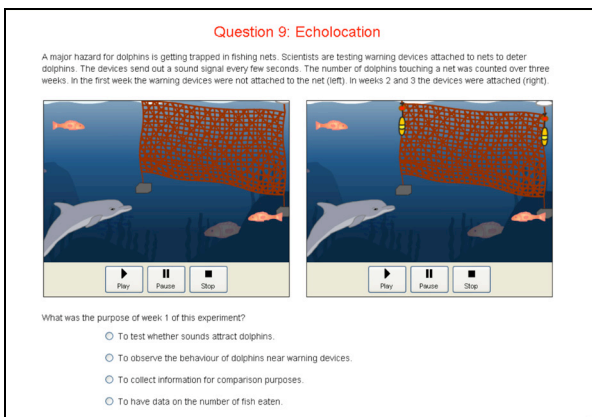 Question 9: Echolocation
A major hazard for dolphins is getting trapped in fishing nets. Scientists are testing warning devices attached to nets to deter
dolphins. The devices send out a sound signal every few seconds. The number of dolphins touching a net was counted over three
weeks. In the first week the warning devices were not attached to the net (left). In weeks 2 and 3 the devices were attached (right).
Play Pause Stop Play Pause Stop
What was the purpose of week 1 of this experiment?
To test whether sounds attract dolphins.
To observe the behaviour of dolphins near warning devices.
To collect information for comparison purposes.
To have data on the number of fish eaten.